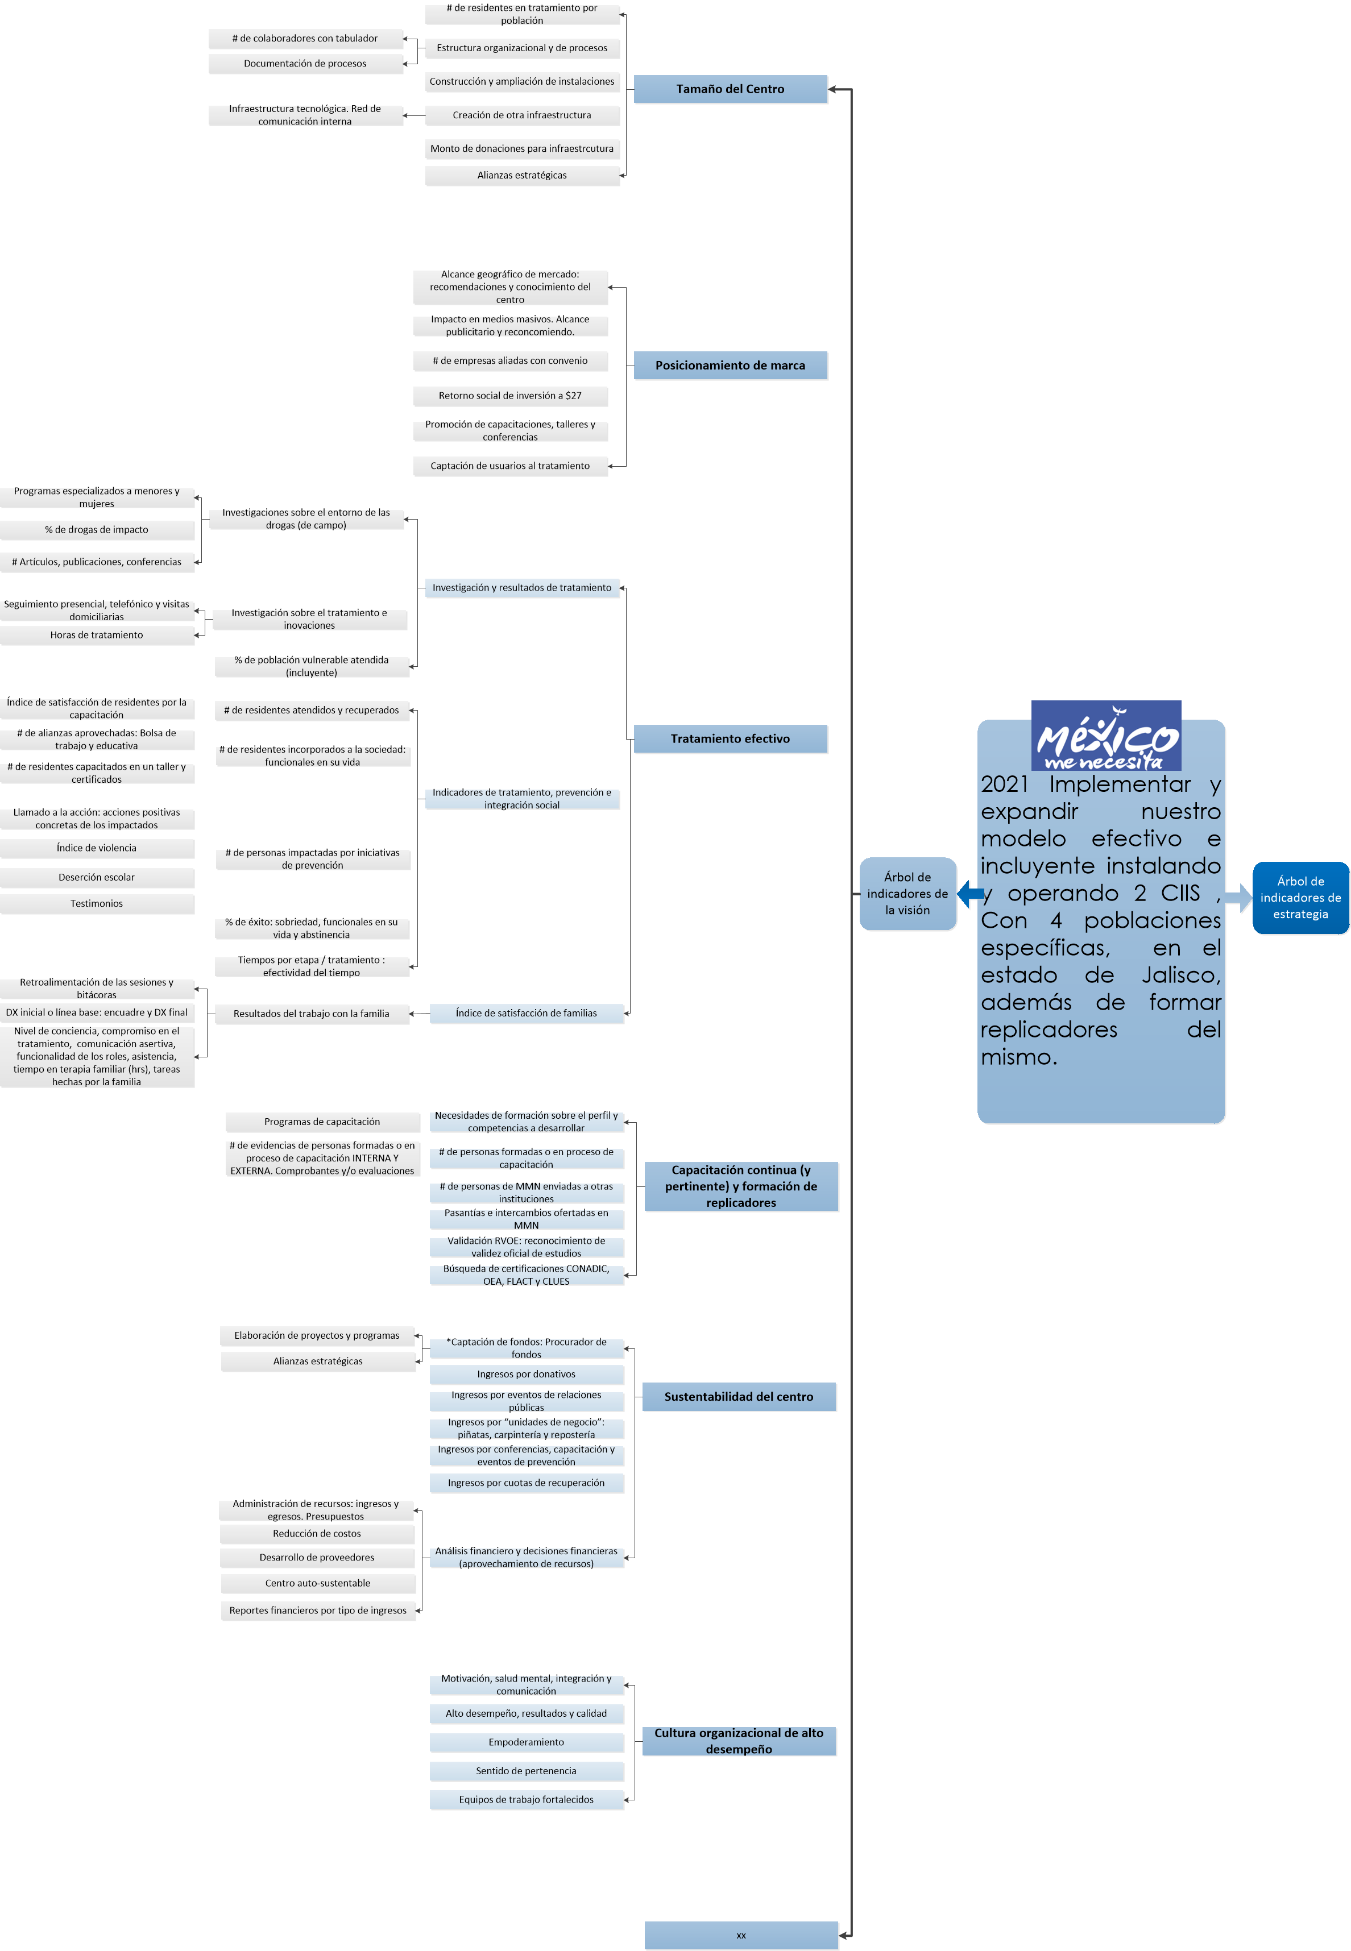 # de residentes en tratamiento por
población
# de colaboradores con tabulador
Estructura organizacional y de procesos
Documentación de procesos
Construcción y ampliación de instalaciones
Tamaño del Centro
Infraestructura tecnológica. Red de
comunicación interna
Creación de otra infraestructura
Monto de donaciones para infraestrcutura
Alianzas estratégicas
Alcance geográfico de mercado:
recomendaciones y conocimiento del
centro
Impacto en medios masivos. Alcance
publicitario y reconcomiendo.
# de empresas aliadas con convenio
Posicionamiento de marca
Retorno social de inversión a $27
Promoción de capacitaciones, talleres y
conferencias
Captación de usuarios al tratamiento
Programas especializados a menores y
mujeres
Investigaciones sobre el entorno de las
drogas (de campo)
% de drogas de impacto
# Artículos, publicaciones, conferencias
Investigación y resultados de tratamiento
Seguimiento presencial, telefónico y visitas
domiciliarias
Investigación sobre el tratamiento e
inovaciones
Horas de tratamiento
% de población vulnerable atendida
(incluyente)
Índice de satisfacción de residentes por la
capacitación
# de residentes atendidos y recuperados
# de alianzas aprovechadas: Bolsa de
trabajo y educativa
Tratamiento efectivo
# de residentes incorporados a la sociedad:
funcionales en su vida
# de residentes capacitados en un taller y
certificados
Indicadores de tratamiento, prevención e
integración social
Llamado a la acción: acciones positivas
concretas de los impactados
Índice de violencia
# de personas impactadas por iniciativas
de prevención
Deserción escolar
Testimonios
% de éxito: sobriedad, funcionales en su
vida y abstinencia
Tiempos por etapa / tratamiento :
efectividad del tiempo
Retroalimentación de las sesiones y
bitácoras
DX inicial o línea base: encuadre y DX final
Resultados del trabajo con la familia
Índice de satisfacción de familias
Nivel de conciencia, compromiso en el
tratamiento, comunicación asertiva,
funcionalidad de los roles, asistencia,
tiempo en terapia familiar (hrs), tareas
hechas por la familia
MÉXICO
me necesita
2021 Implementar y
expandir nuestro
modelo efectivo e
incluyente instalando
y operando 2 CIIS ,
Con 4 poblaciones
específicas, en el
estado de Jalisco,
además de formar
replicadores del
mismo.
Árbol de
indicadores de
la visión
Árbol de
indicadores de
estrategia
Programas de capacitación
Necesidades de formación sobre el perfil y
competencias a desarrollar
# de evidencias de personas formadas o en
proceso de capacitación INTERNA Y
EXTERNA. Comprobantes y/o evaluaciones
# de personas formadas o en proceso de
capacitación
Capacitación continua (y
pertinente) y formación de
replicadores
# de personas de MMN enviadas a otras
instituciones
Pasantías e intercambios ofertadas en
MMN
Validación RVOE: reconocimiento de
validez oficial de estudios
Búsqueda de certificaciones CONADIC,
OEA, FLACT y CLUES
Elaboración de proyectos y programas
*Captación de fondos: Procurador de
fondos
Alianzas estratégicas
Ingresos por donativos
Ingresos por eventos de relaciones
públicas
Sustentabilidad del centro
Ingresos por “unidades de negocio”:
piñatas, carpintería y repostería
Ingresos por conferencias, capacitación y
eventos de prevención
Ingresos por cuotas de recuperación
Administración de recursos: ingresos y
egresos. Presupuestos
Reducción de costos
Desarrollo de proveedores
Análisis financiero y decisiones financieras
(aprovechamiento de recursos)
Centro auto-sustentable
Reportes financieros por tipo de ingresos
Motivación, salud mental, integración y
comunicación
Alto desempeño, resultados y calidad
Empoderamiento
Cultura organizacional de alto
desempeño
Sentido de pertenencia
Equipos de trabajo fortalecidos
xx